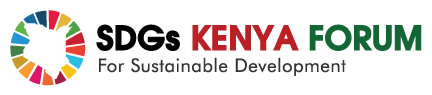 SDGs KENYA FORUM
For Sustainable Development